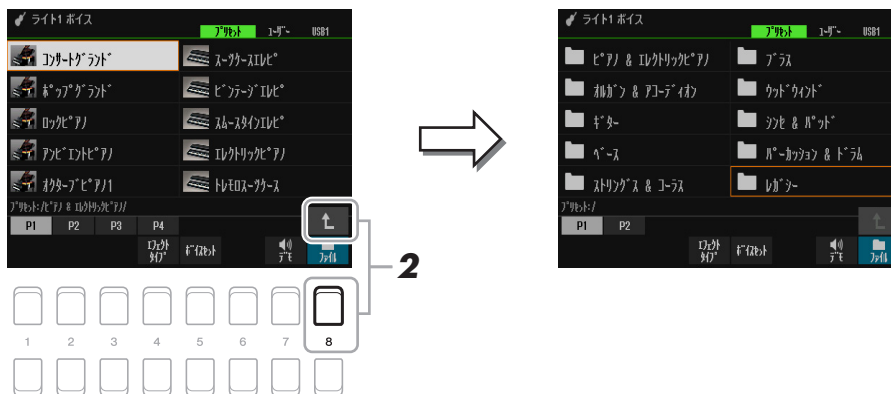 ライト1 ボイス
プリセット ユーザー USB1
コンサートグランド スーツケースエレピ
ポップグランド ビンテージエレピ
ロックピアノ スムースタインエレピ
アンビエントピアノ エレクトリックピアノ
オクターブピアノ1 トレモロスーツケース
プリセット:/ピアノ & エレクトリックピアノ/
P1 P2 P3 P4
エフェクト
タイプ
ボイスセット
デモ
ファイル
2
1 2 3 4 5 6 7 8
ライト1 ボイス
プリセット ユーザー USB1
ピアノ & エレクトリックピアノ ブラス
オルガン & アコーディオン ウッドウィンド
ギター シンセ & パッド
ベース パーカッション & ドラム
ストリングス & コーラス レガシー
プリセット:/
P1 P2
エフェクト
タイプ
ボイスセット
デモ
ファイル